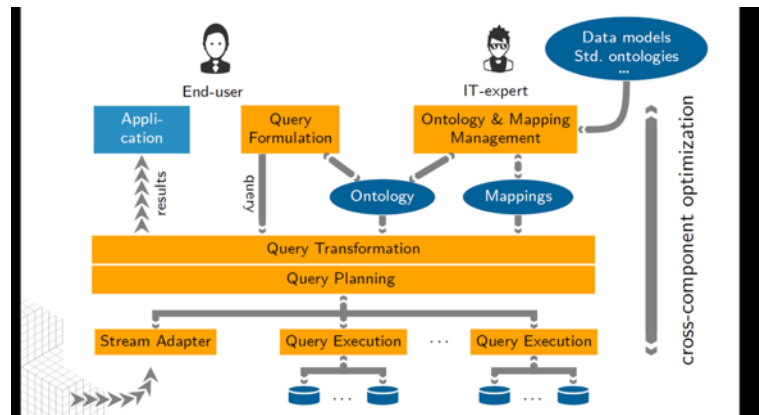 Data models
Std. ontologies
...
End-user
IT-expert
Appli-
cation
Query
Formulation
Ontology & Mapping
Management
results
query
Ontology
Mappings
cross-component optimization
Query Transformation
Query Planning
Stream Adapter
Query Execution
...
Query Execution
...
...